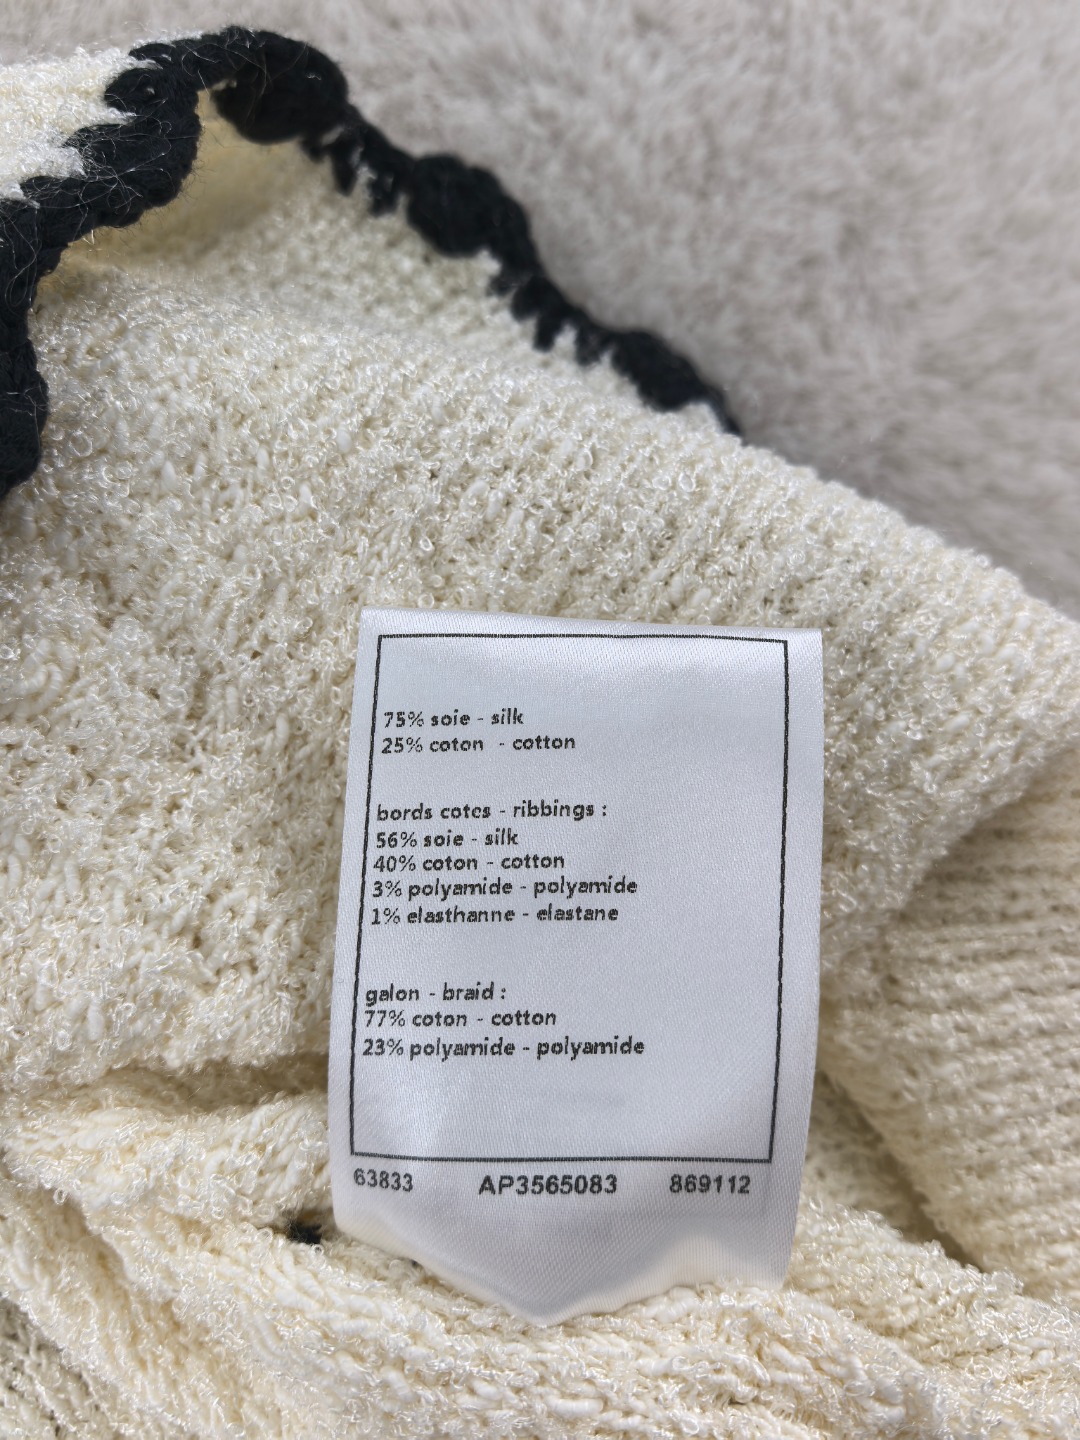 75% soie - silk
25% coton - cotton
bords cotes - ribbings :
56% soie - silk
40% coton - cotton
3% polyamide - polyamide
1% elasthanne - elastane
galon - braid :
77% coton - cotton
23% polyamide - polyamide
63833 AP3565083 869112